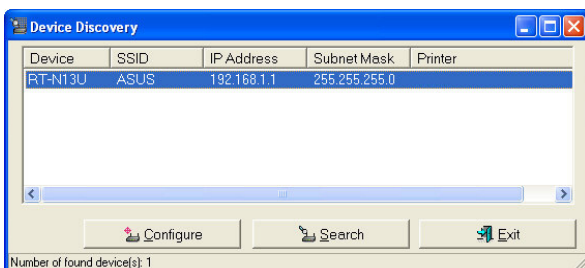 Device Discovery
Device SSID IP Address Subnet Mask Printer
RT-N13U ASUS 192.168.1.1 255.255.255.0
Configure Search Exit
Number of found device(s): 1